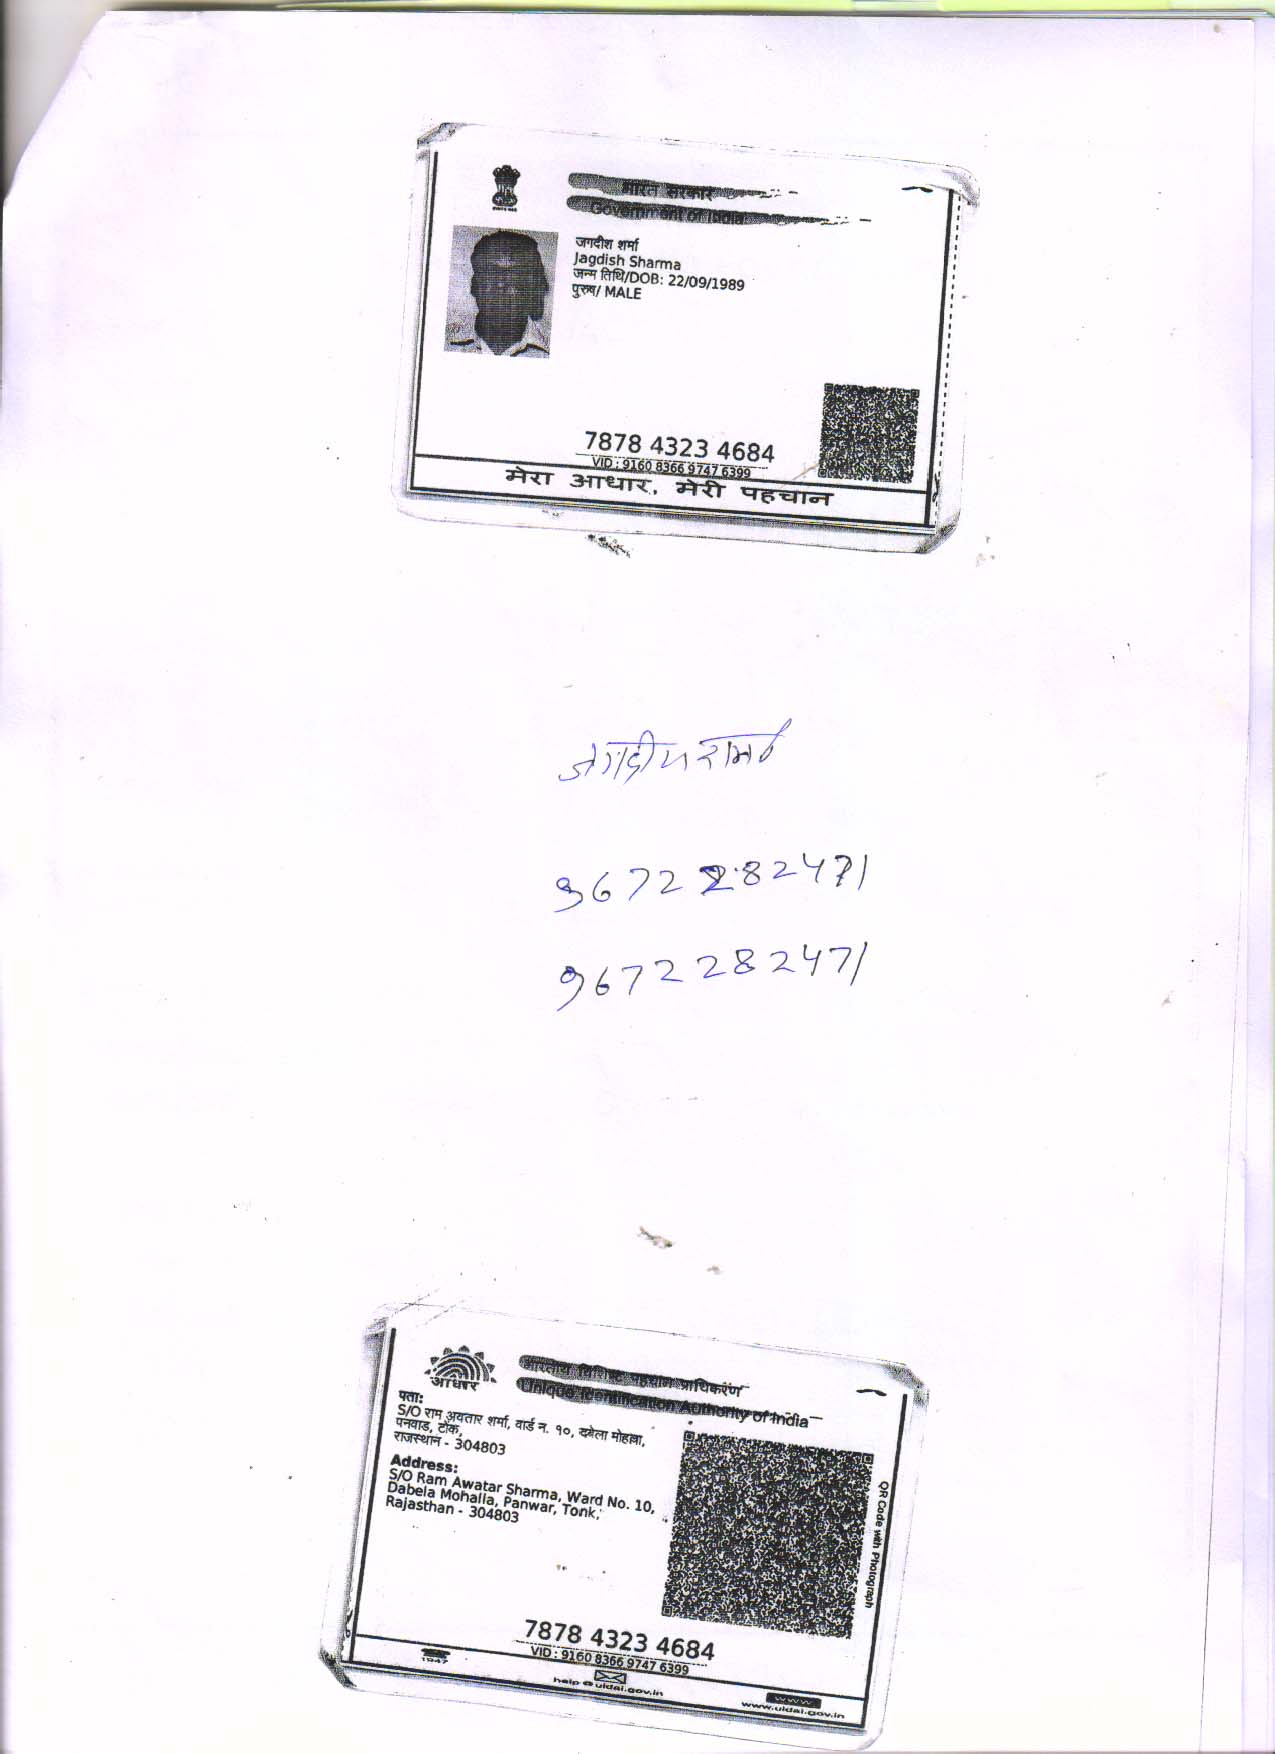 भारत सरकार
Government of India
जगदीश शर्मा
Jagdish Sharma
जन्म तिथि/DOB: 22/09/1989
पुरुष/ MALE
7878 4323 4684
VID : 9160 8366 9747 6399
मेरा आधार, मेरी पहचान
जगदीश शर्मा
9672282471
9672282471
आधार
भारतीय विशिष्ट पहचान प्राधिकरण
Unique Identification Authority of India
पता:
S/O राम अवतार शर्मा, वार्ड न. १०, दबेला मोहल्ला,
पनवाड, टोंक,
राजस्थान - 304803
Address:
S/O Ram Awatar Sharma, Ward No. 10,
Dabela Mohalla, Panwar, Tonk,
Rajasthan - 304803
QR Code with Photograph
7878 4323 4684
VID : 9160 8366 9747 6399
1947
help@uidai.gov.in
www
www.uidai.gov.in